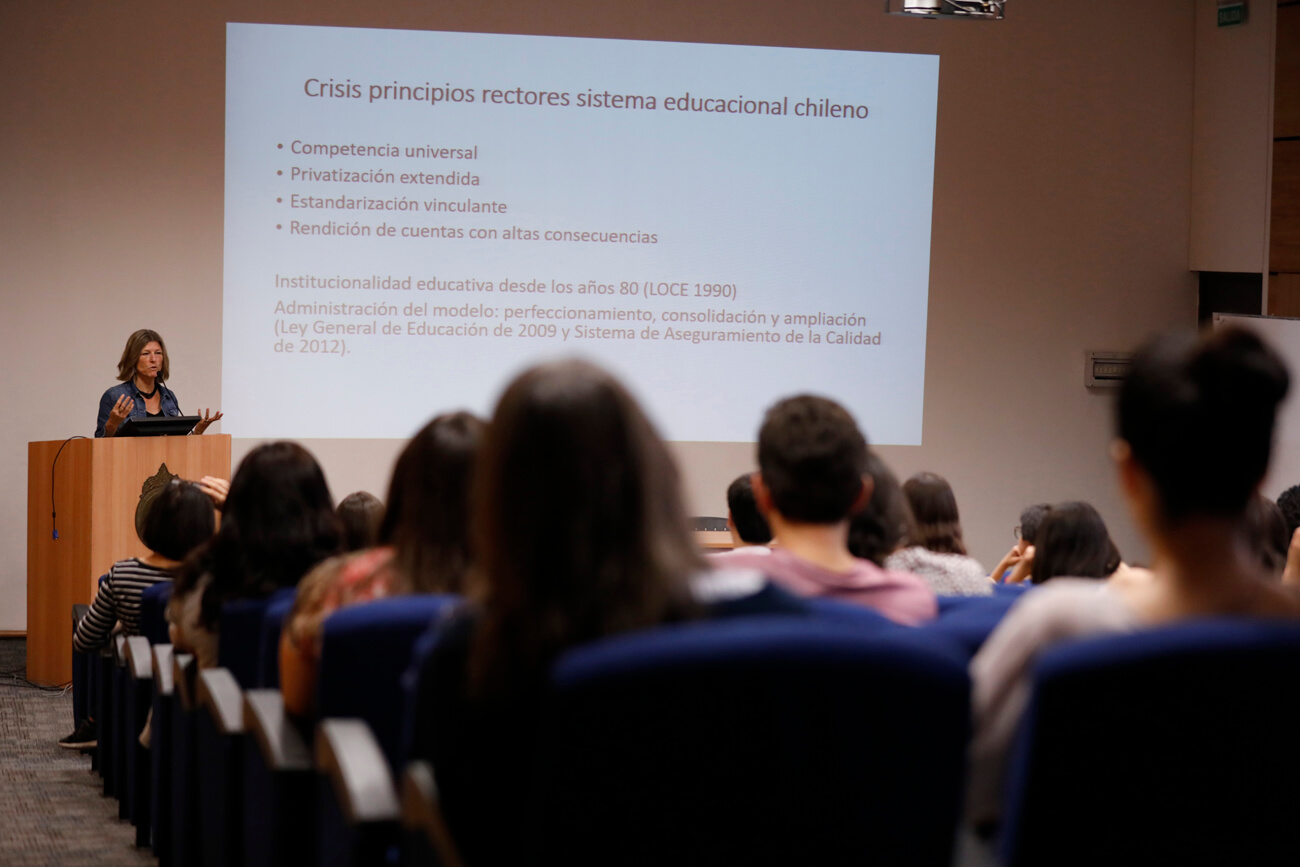 SALIDA
Crisis principios rectores sistema educacional chileno
• Competencia universal
• Privatización extendida
• Estandarización vinculante
• Rendición de cuentas con altas consecuencias
Institucionalidad educativa desde los años 80 (LOCE 1990)
Administración del modelo: perfeccionamiento, consolidación y ampliación
(Ley General de Educación de 2009 y Sistema de Aseguramiento de la Calidad
de 2012).